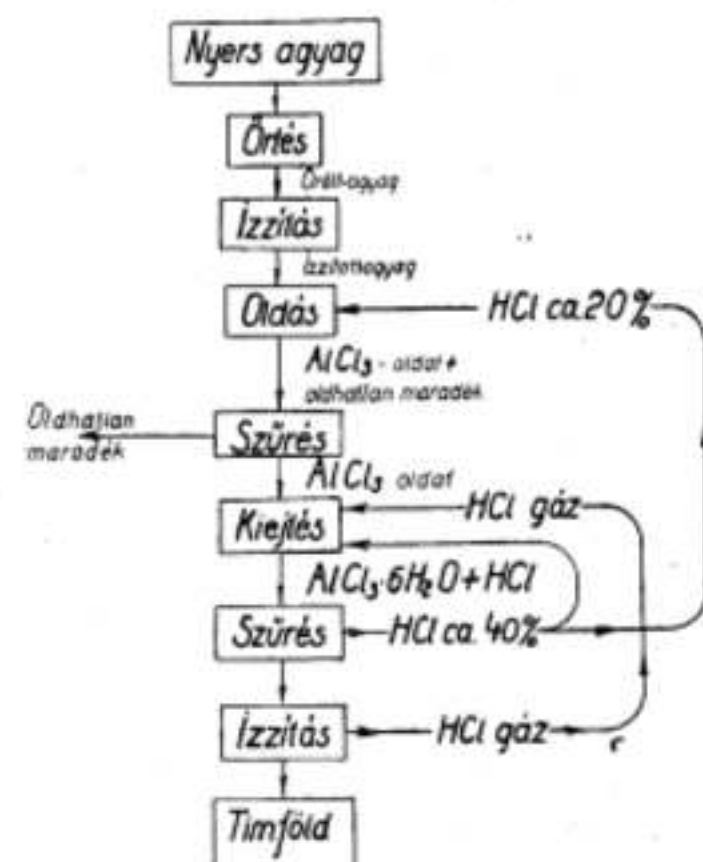 Nyers agyag
Őrlés
Őrölt-agyag
Izzítás
Izzított agyag
Oldás
HCl ca 20%
AlCl₃ - oldat +
oldhatlan maradék
Oldhatlan
maradék
Szűrés
AlCl₃ oldat
Kiejtés
HCl gáz
AlCl₃·6H₂O+HCl
Szűrés
HCl ca. 40%
Izzítás
HCl gáz
Timföld